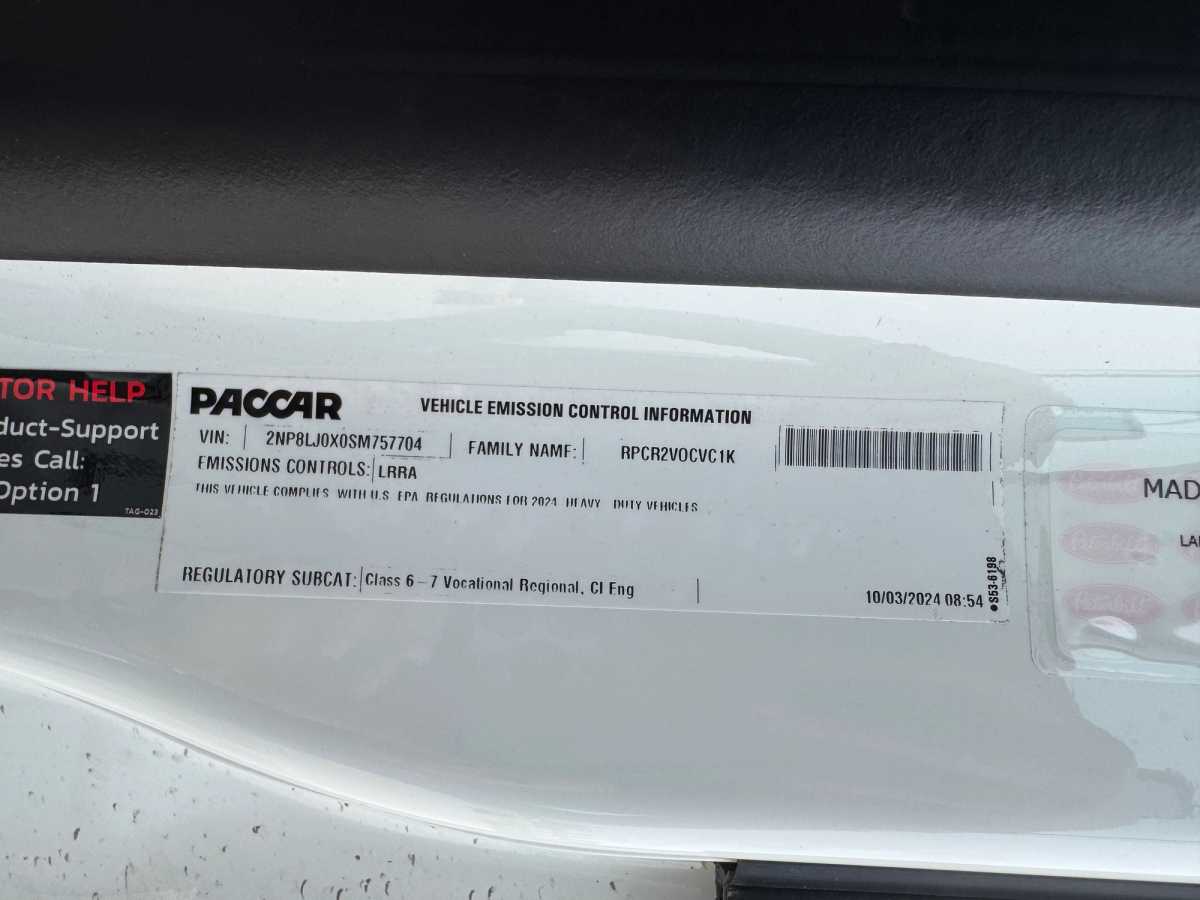 TOR HELP
duct-Support
es Call:
Option 1
TAG-023
PACCAR
VEHICLE EMISSION CONTROL INFORMATION
VIN: 2NP8LJ0X0SM757704 FAMILY NAME: RPCR2VOCVC1K
EMISSIONS CONTROLS: LRRA
THIS VEHICLE COMPLIES WITH U.S. EPA REGULATIONS FOR 2024 HEAVY DUTY VEHICLES
REGULATORY SUBCAT: Class 6 – 7 Vocational Regional, CI Eng
10/03/2024 08:54
●S53-6198
MAD
LA